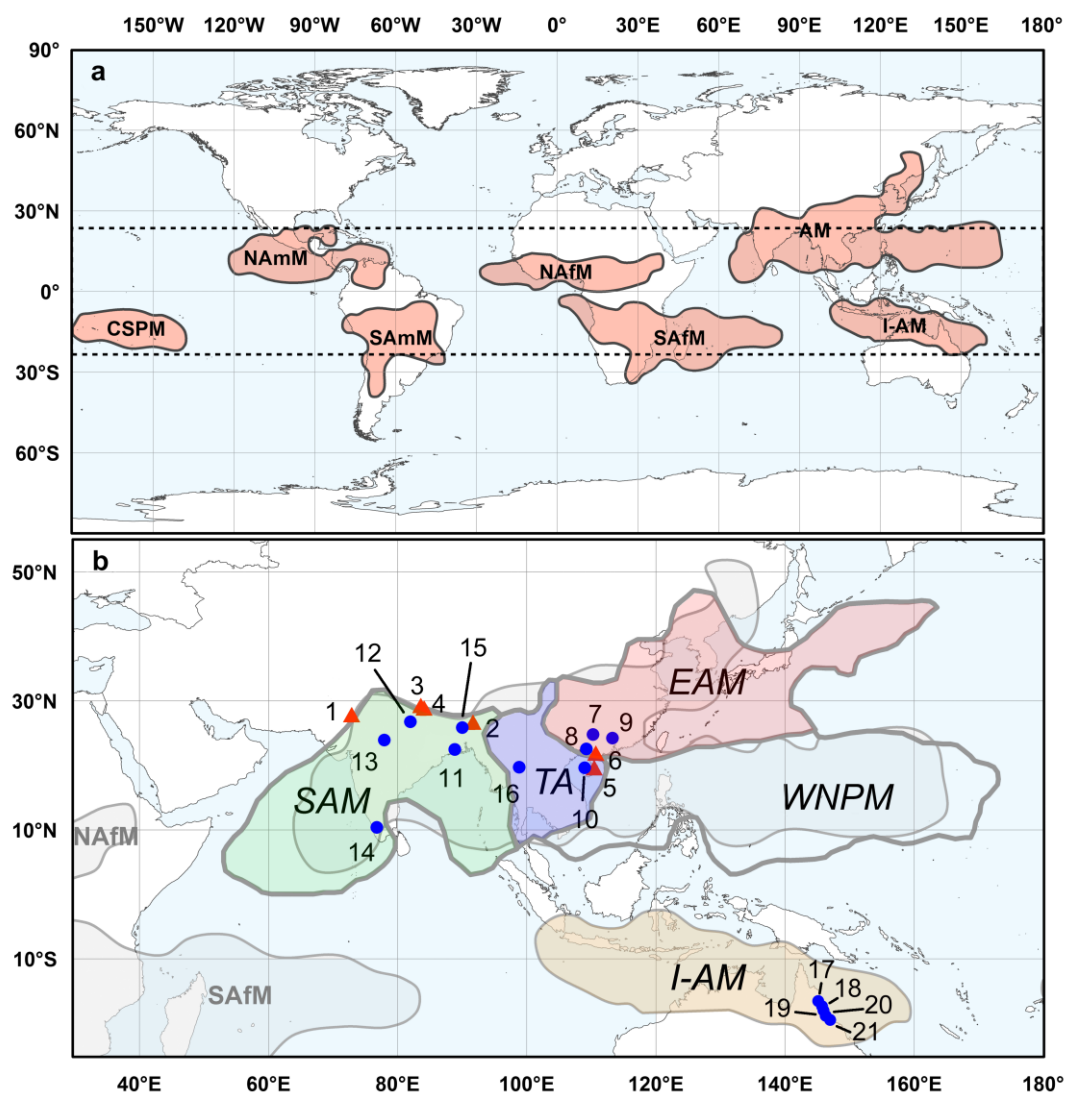 150°W 120°W 90°W 60°W 30°W 0° 30°E 60°E 90°E 120°E 150°E 180°
90°
a
60°N
30°N
AM
NAmM
NAfM
0°
CSPM
SAmM
SAfM
I-AM
30°S
60°S
b
50°N
12
15
3
30°N
1
4
2
7
9
EAM
8
13
11
6
SAM
16
TA
5
WNPM
10°N
NAfM
14
10
10°S
I-AM
17
SAfM
18
19
20
21
40°E 60°E 80°E 100°E 120°E 140°E 160°E 180°